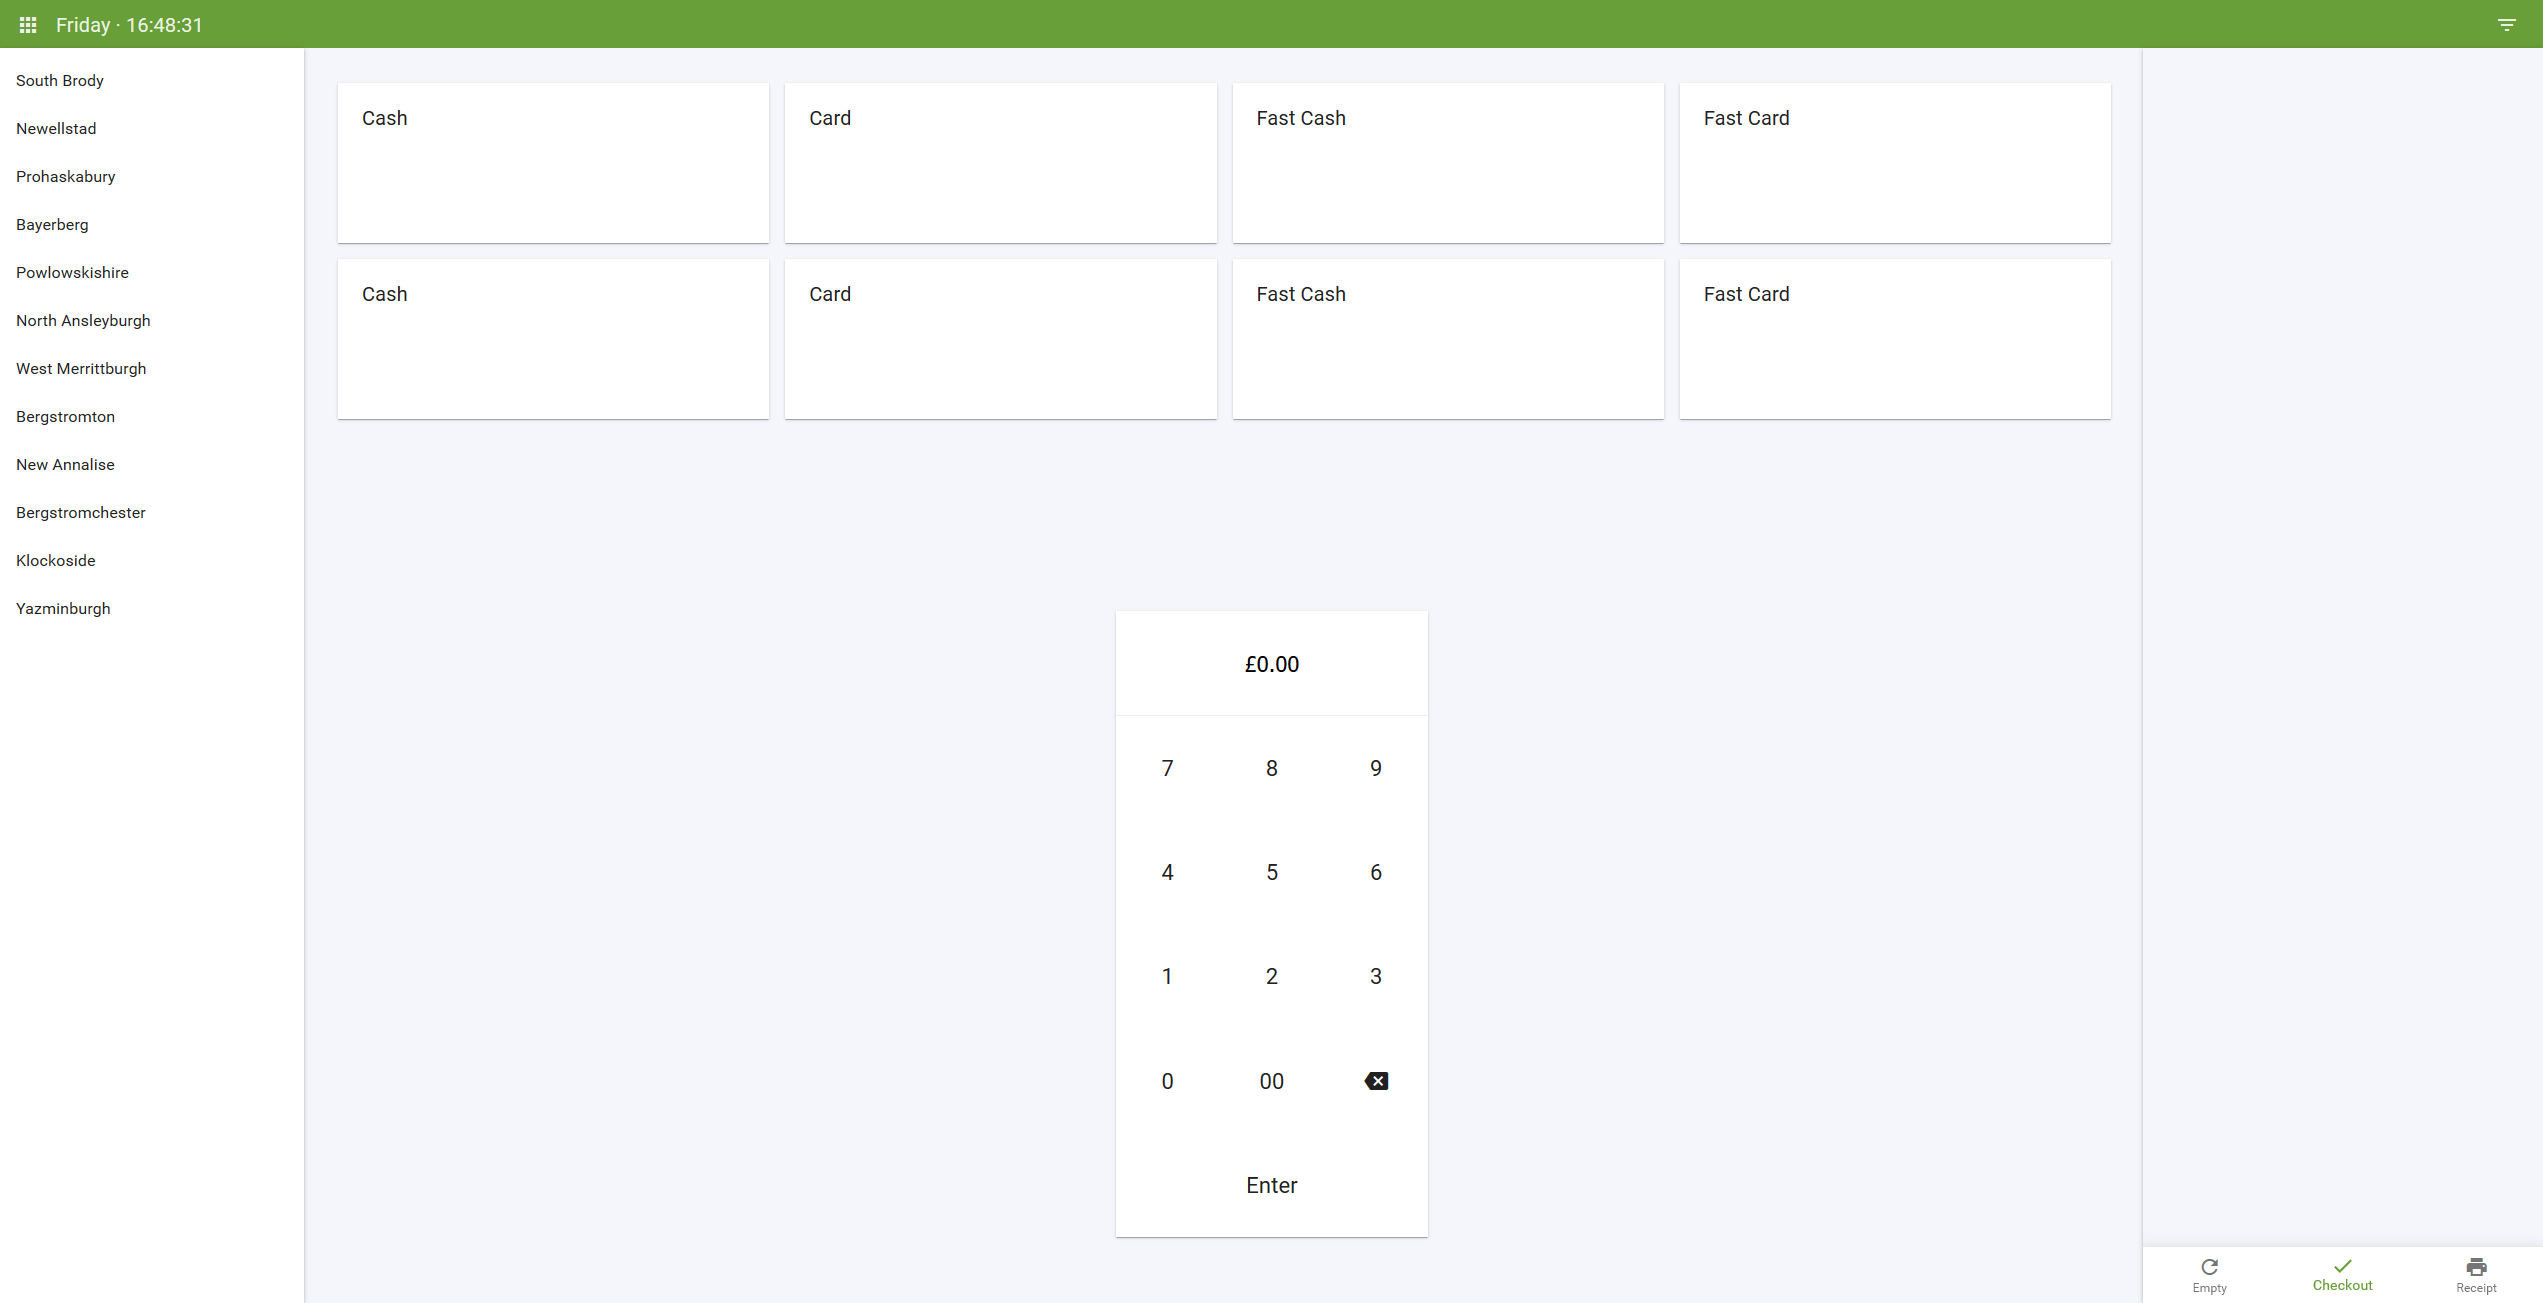 Friday · 16:48:31
South Brody
Newellstad
Prohaskabury
Bayerberg
Powlowskishire
North Ansleyburgh
West Merrittburgh
Bergstromton
New Annalise
Bergstromchester
Klockoside
Yazminburgh
Cash Card Fast Cash Fast Card
Cash Card Fast Cash Fast Card
£0.00
7 8 9
4 5 6
1 2 3
0 00
Enter
Empty Checkout Receipt